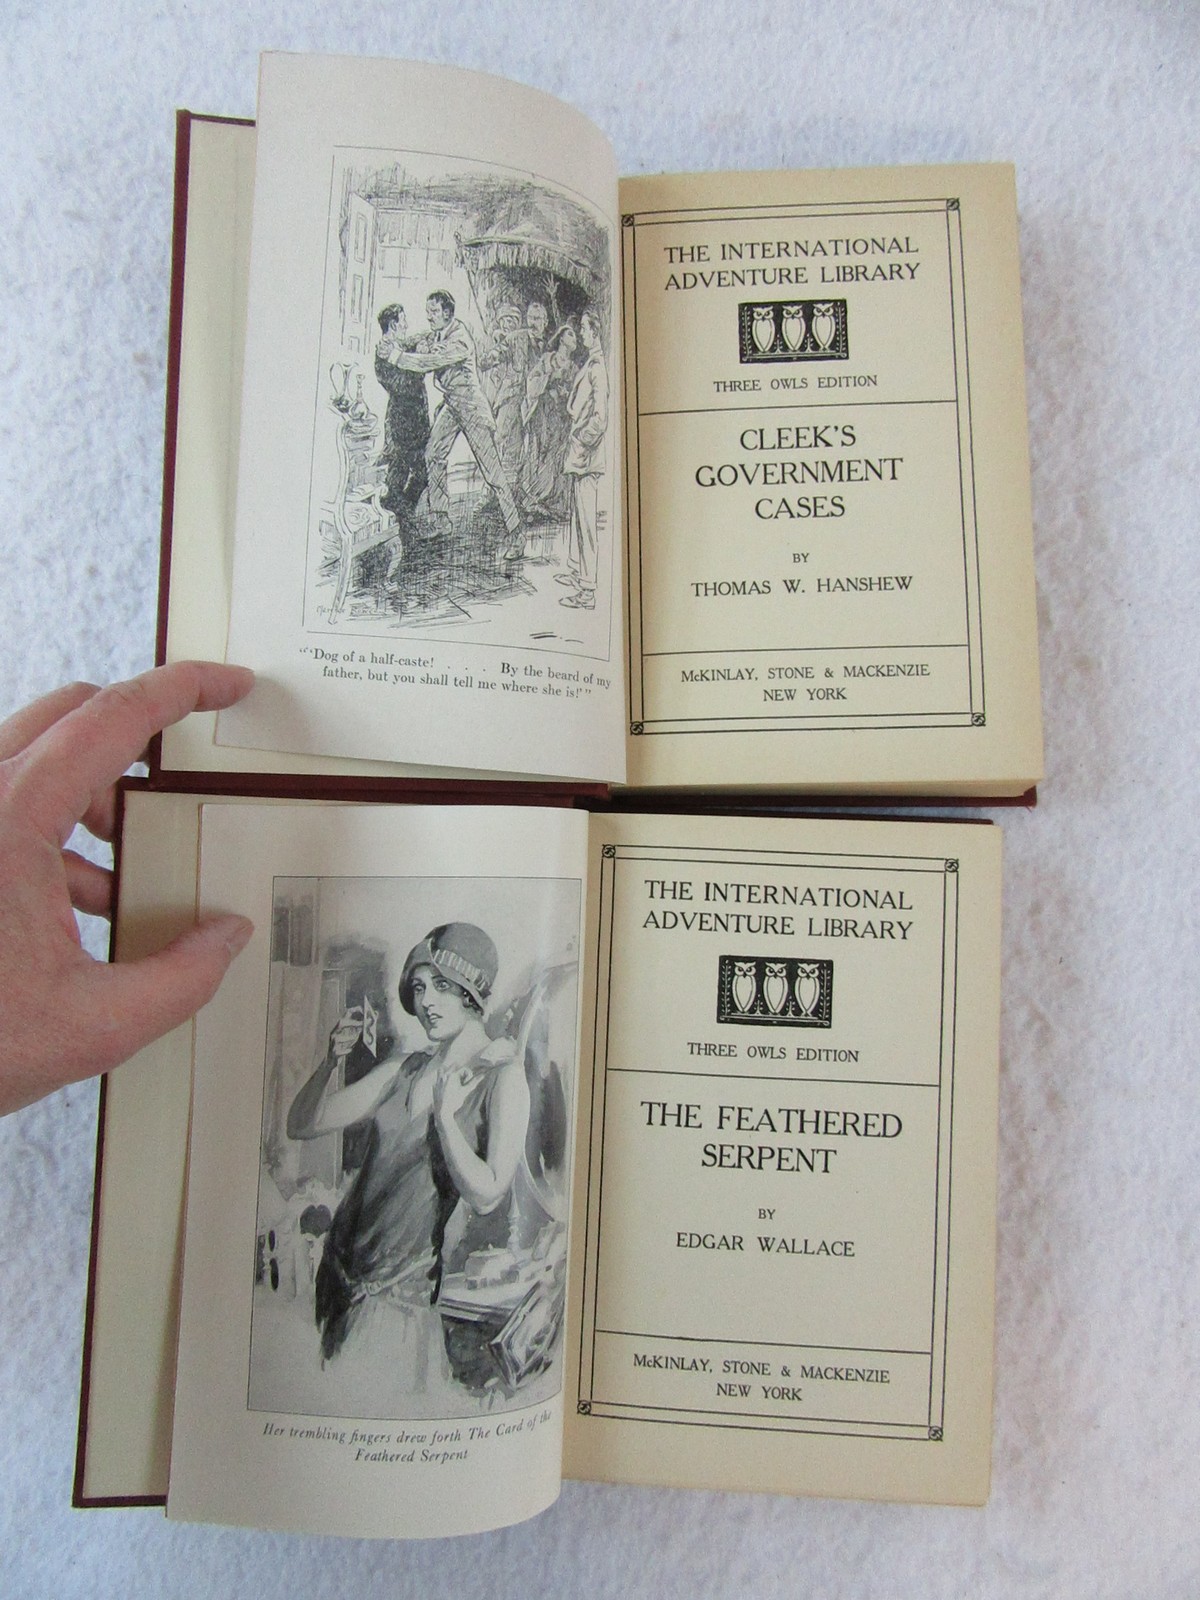 "'Dog of a half-caste! . . . By the beard of my
father, but you shall tell me where she is!'"
THE INTERNATIONAL
ADVENTURE LIBRARY
THREE OWLS EDITION
CLEEK'S
GOVERNMENT
CASES
BY
THOMAS W. HANSHEW
McKINLAY, STONE & MACKENZIE
NEW YORK
Her trembling fingers drew forth The Card of the
Feathered Serpent
THE INTERNATIONAL
ADVENTURE LIBRARY
THREE OWLS EDITION
THE FEATHERED
SERPENT
BY
EDGAR WALLACE
McKINLAY, STONE & MACKENZIE
NEW YORK